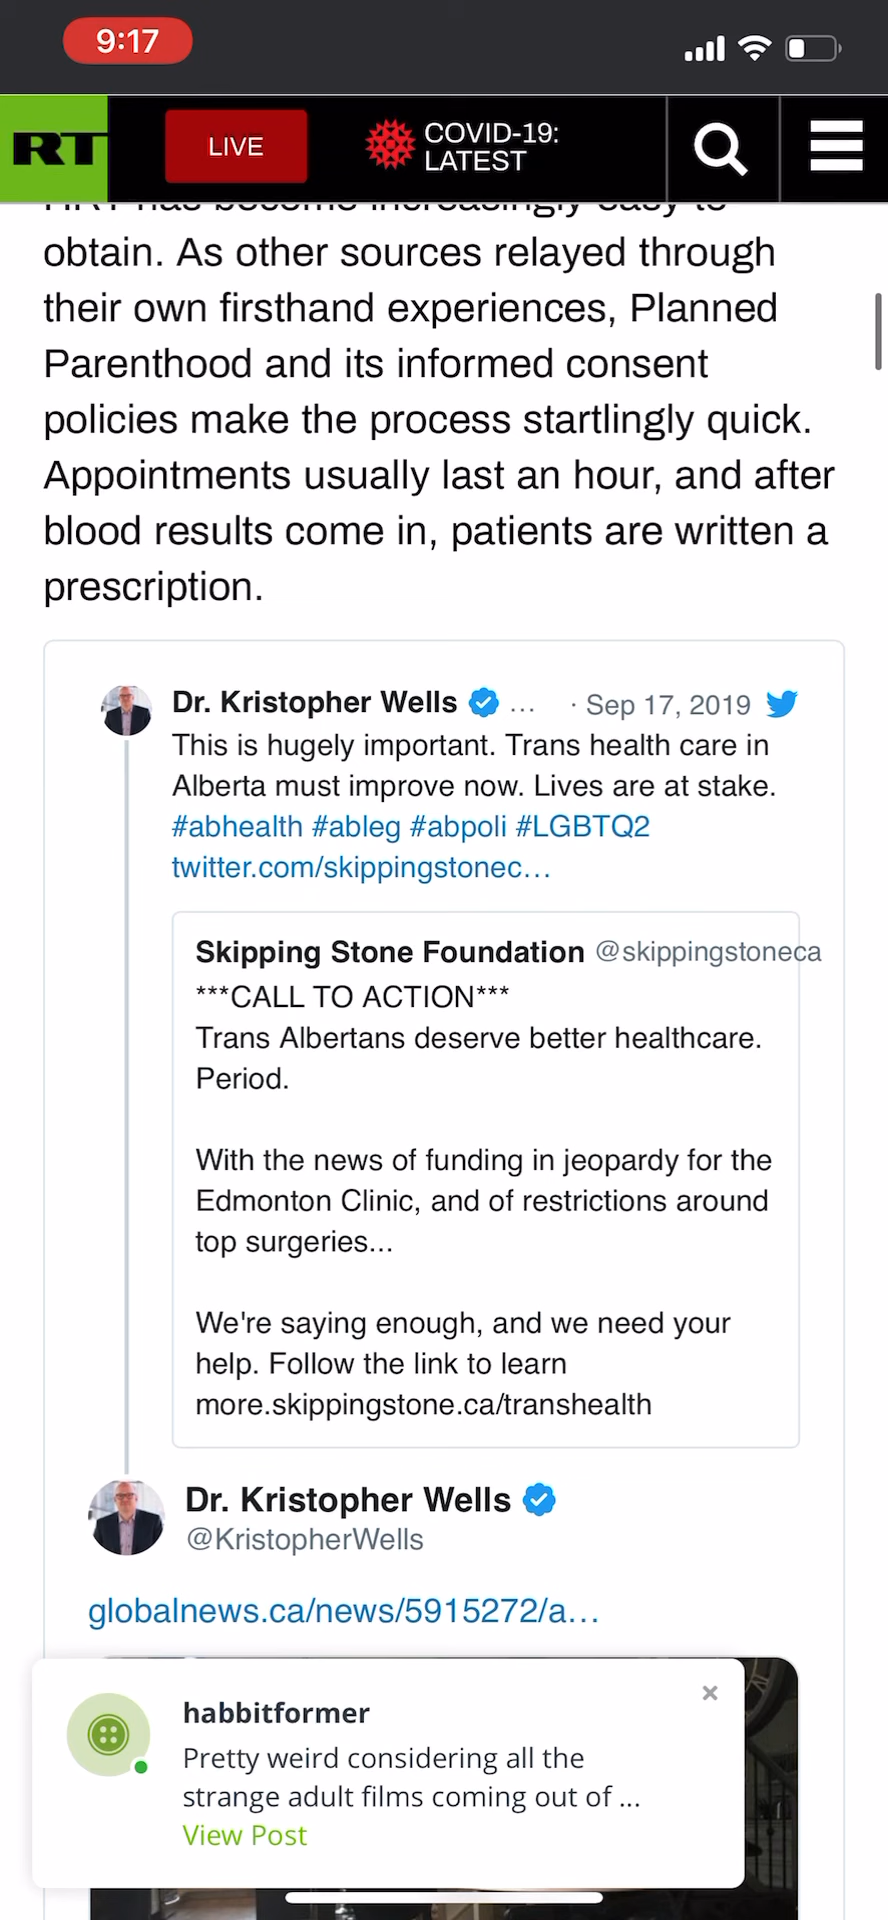 9:17
RT
LIVE
COVID-19:
LATEST
HRT has become increasingly easy to
obtain. As other sources relayed through
their own firsthand experiences, Planned
Parenthood and its informed consent
policies make the process startlingly quick.
Appointments usually last an hour, and after
blood results come in, patients are written a
prescription.
Dr. Kristopher Wells ... · Sep 17, 2019
This is hugely important. Trans health care in
Alberta must improve now. Lives are at stake.
#abhealth #ableg #abpoli #LGBTQ2
twitter.com/skippingstonec…
Skipping Stone Foundation @skippingstoneca
***CALL TO ACTION***
Trans Albertans deserve better healthcare.
Period.
With the news of funding in jeopardy for the
Edmonton Clinic, and of restrictions around
top surgeries...
We're saying enough, and we need your
help. Follow the link to learn
more.skippingstone.ca/transhealth
Dr. Kristopher Wells
@KristopherWells
globalnews.ca/news/5915272/a…
habbitformer
Pretty weird considering all the
strange adult films coming out of ...
View Post